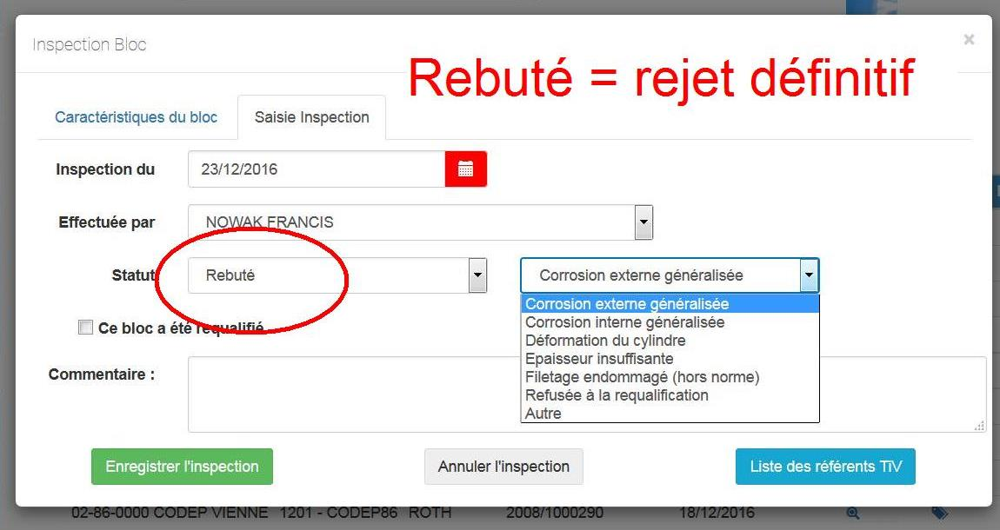 Inspection Bloc
×
Rebuté = rejet définitif
Caractéristiques du bloc
Saisie Inspection
Inspection du
23/12/2016
Effectuée par
NOWAK FRANCIS
Statut
Rebuté
Corrosion externe généralisée
Corrosion externe généralisée
Corrosion interne généralisée
Déformation du cylindre
Epaisseur insuffisante
Filetage endommagé (hors norme)
Refusée à la requalification
Autre
Ce bloc a été requalifié
Commentaire :
Enregistrer l'inspection
Annuler l'inspection
Liste des référents TiV
02-86-0000 CODEP VIENNE 1201 - CODEP86 ROTH 2008/1000290 18/12/2016